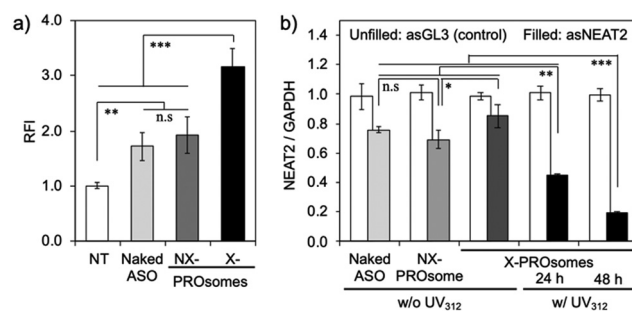 a)
RFI
4.0
3.0
2.0
1.0
0.0
***
**
n.s
NT
Naked ASO
NX-
X-
PROsomes
b)
Unfilled: asGL3 (control) Filled: asNEAT2
NEAT2 / GAPDH
1.4
1.2
1.0
0.8
0.6
0.4
0.2
0.0
n.s
*
**
***
Naked ASO
NX-PROsome
X-PROsomes
24 h
48 h
w/o UV312
w/ UV312